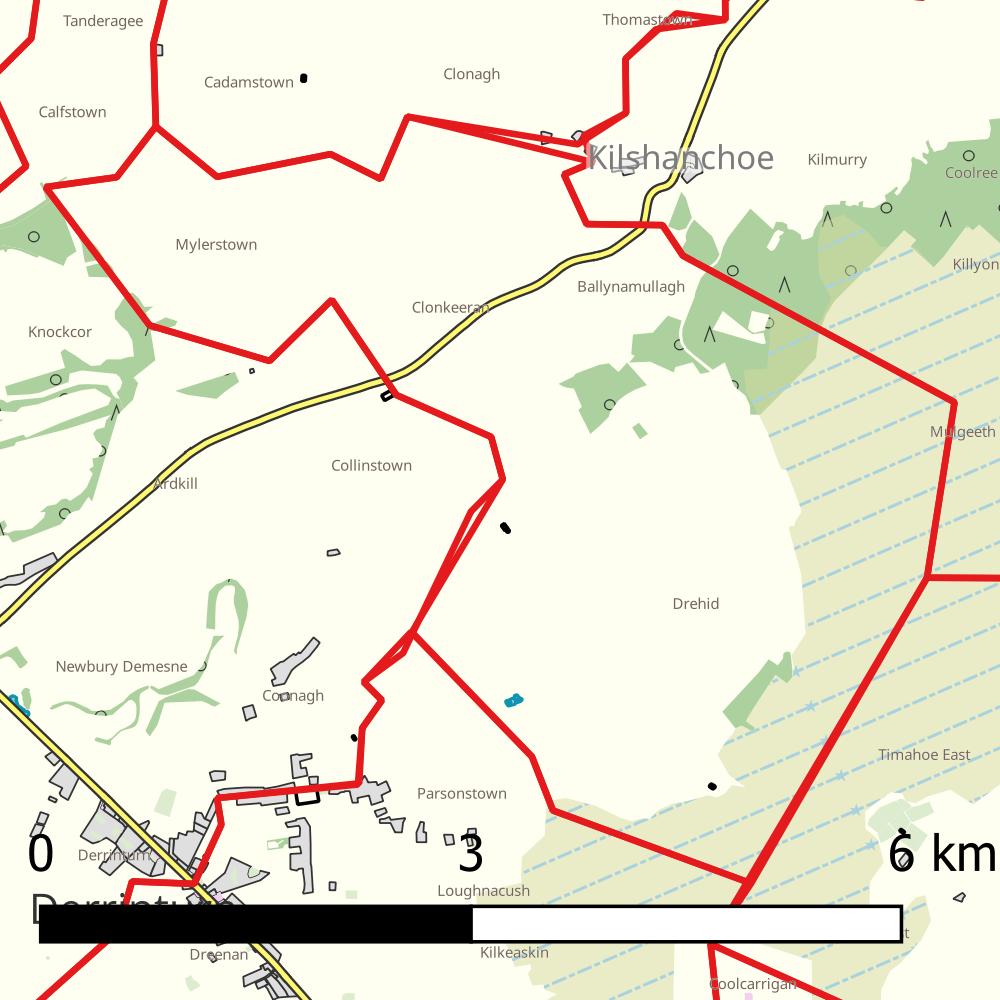 Tanderagee
Thomastown
Cadamstown
Clonagh
Calfstown
Kilshanchoe
Kilmurry
Coolree
Mylerstown
Killyon
Ballynamullagh
Clonkeeran
Knockcor
Mulgeeth
Collinstown
Ardkill
Drehid
Newbury Demesne
Coonagh
Timahoe East
Parsonstown
0 3 6 km
Derrinturn
Loughnacush
Derrinturn
Dreenan
Kilkeaskin
Coolcarrigan